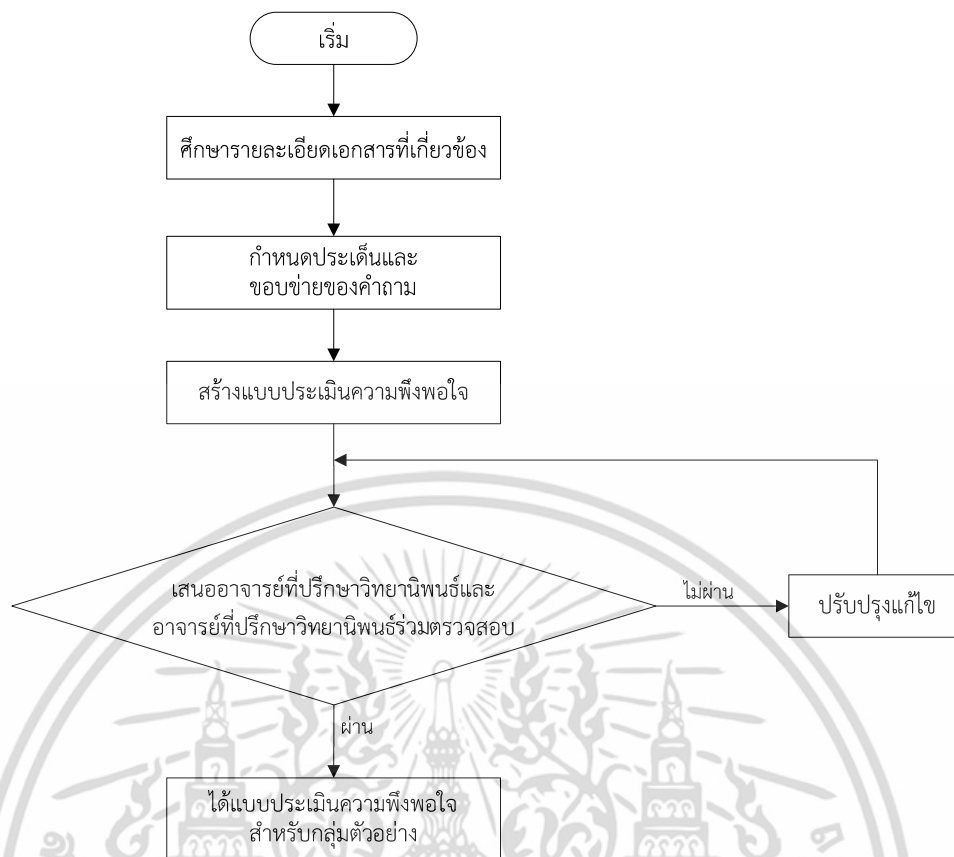 เริ่ม
ศึกษารายละเอียดเอกสารที่เกี่ยวข้อง
กำหนดประเด็นและ
ขอบข่ายของคำถาม
สร้างแบบประเมินความพึงพอใจ
เสนออาจารย์ที่ปรึกษาวิทยานิพนธ์และ
อาจารย์ที่ปรึกษาวิทยานิพนธ์ร่วมตรวจสอบ
ไม่ผ่าน
ปรับปรุงแก้ไข
ผ่าน
ได้แบบประเมินความพึงพอใจ
สำหรับกลุ่มตัวอย่าง